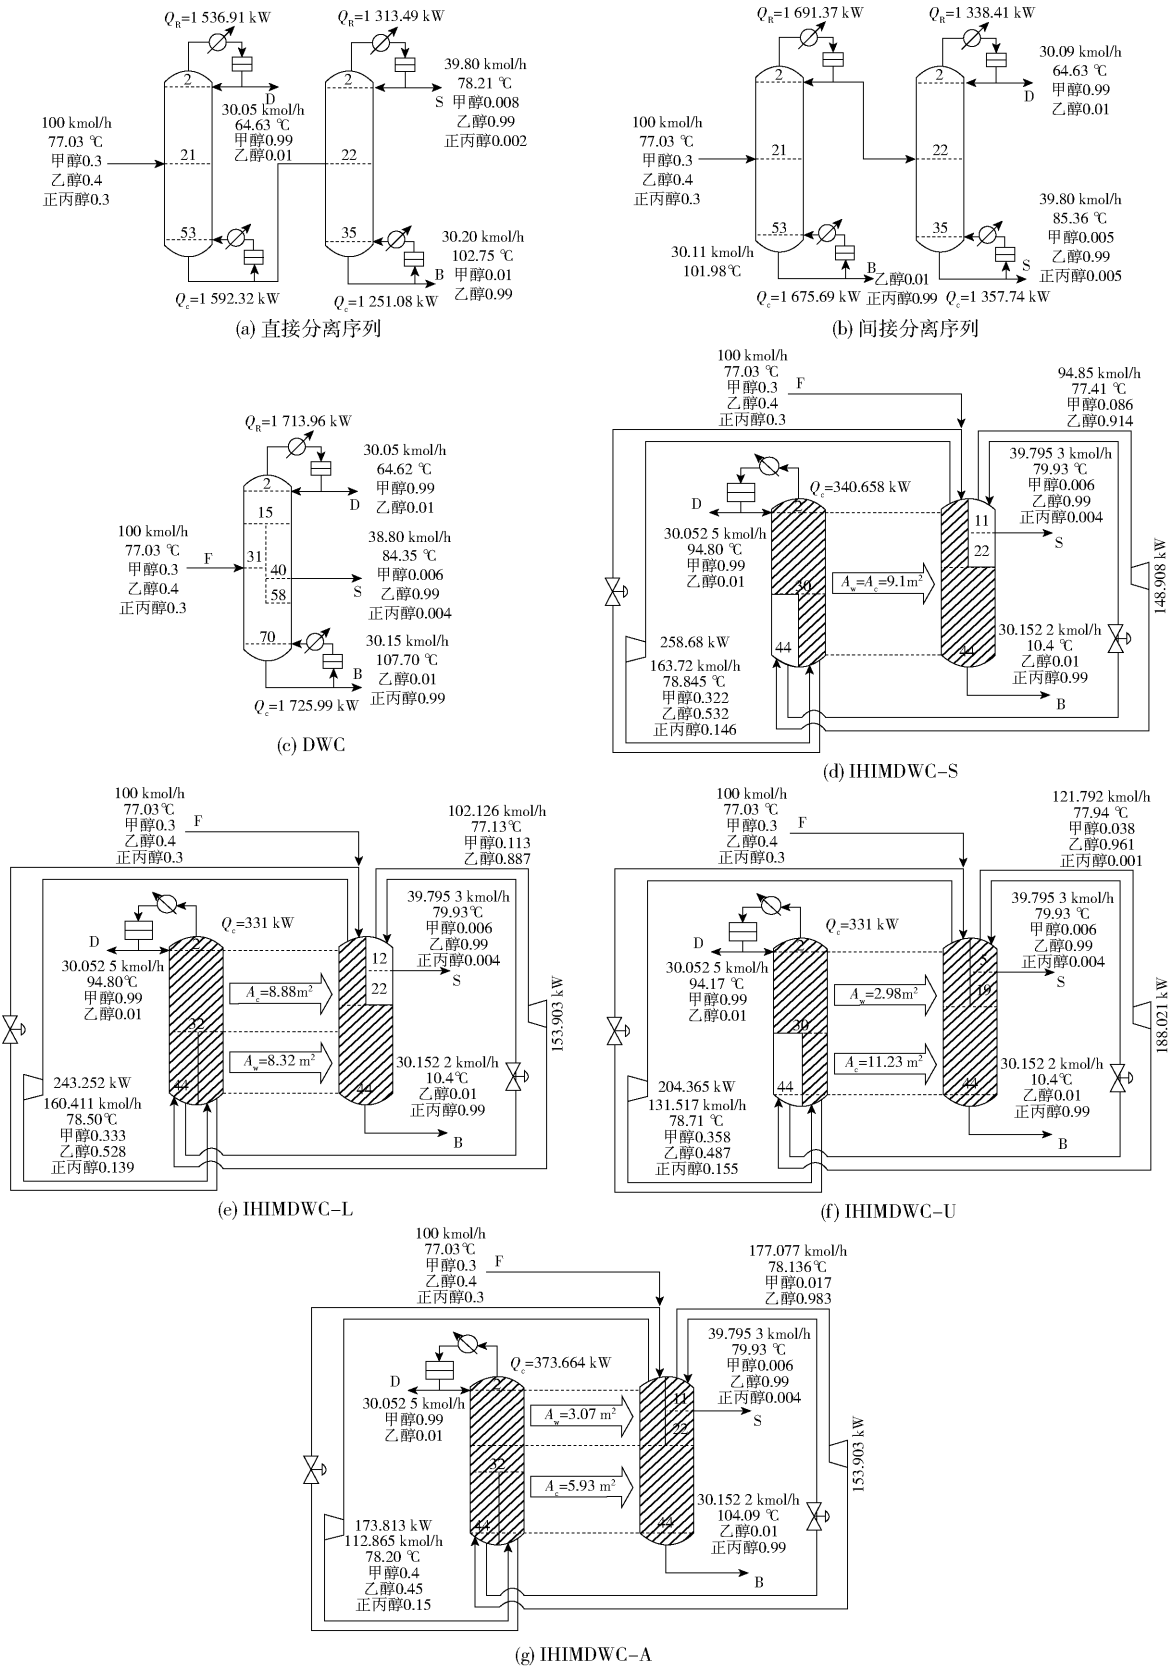 Q_R=1 536.91 kW
2
D
30.05 kmol/h
64.63 ℃
甲醇0.99
乙醇0.01
100 kmol/h
77.03 ℃
甲醇0.3
乙醇0.4
正丙醇0.3
21
53
Q_c=1 592.32 kW
Q_R=1 313.49 kW
2
39.80 kmol/h
78.21 ℃
S
甲醇0.008
乙醇0.99
正丙醇0.002
22
35
30.20 kmol/h
102.75 ℃
B
甲醇0.01
乙醇0.99
Q_c=1 251.08 kW
(a) 直接分离序列
Q_R=1 691.37 kW
2
100 kmol/h
77.03 ℃
甲醇0.3
乙醇0.4
正丙醇0.3
21
53
30.11 kmol/h
101.98℃
B
乙醇0.01
正丙醇0.99
Q_c=1 675.69 kW
Q_R=1 338.41 kW
2
30.09 kmol/h
64.63 ℃
甲醇0.99
乙醇0.01
D
22
35
39.80 kmol/h
85.36 ℃
甲醇0.005
乙醇0.99
正丙醇0.005
S
Q_c=1 357.74 kW
(b) 间接分离序列
Q_R=1 713.96 kW
2
15
31
40
58
70
30.05 kmol/h
64.62 ℃
甲醇0.99
乙醇0.01
D
100 kmol/h
77.03 ℃
甲醇0.3
乙醇0.4
正丙醇0.3
F
38.80 kmol/h
84.35 ℃
甲醇0.006
乙醇0.99
正丙醇0.004
S
30.15 kmol/h
107.70 ℃
乙醇0.01
正丙醇0.99
B
Q_c=1 725.99 kW
(c) DWC
100 kmol/h
77.03 ℃
甲醇0.3
乙醇0.4
正丙醇0.3
F
94.85 kmol/h
77.41 ℃
甲醇0.086
乙醇0.914
Q_c=340.658 kW
2
D
30.052 5 kmol/h
94.80 ℃
甲醇0.99
乙醇0.01
30
44
A_w=A_c=9.1m²
39.795 3 kmol/h
79.93 ℃
甲醇0.006
乙醇0.99
正丙醇0.004
11
S
22
44
148.908 kW
258.68 kW
163.72 kmol/h
78.845 ℃
甲醇0.322
乙醇0.532
正丙醇0.146
30.152 2 kmol/h
10.4 ℃
乙醇0.01
正丙醇0.99
B
(d) IHIMDWC-S
100 kmol/h
77.03℃
甲醇0.3
乙醇0.4
正丙醇0.3
F
102.126 kmol/h
77.13℃
甲醇0.113
乙醇0.887
Q_c=331 kW
2
D
30.052 5 kmol/h
94.80℃
甲醇0.99
乙醇0.01
A_c=8.88m²
32
A_w=8.32 m²
44
39.795 3 kmol/h
79.93℃
甲醇0.006
乙醇0.99
正丙醇0.004
12
S
22
44
153.903 kW
243.252 kW
160.411 kmol/h
78.50℃
甲醇0.333
乙醇0.528
正丙醇0.139
30.152 2 kmol/h
10.4℃
乙醇0.01
正丙醇0.99
B
(e) IHIMDWC-L
100 kmol/h
77.03 ℃
甲醇0.3
乙醇0.4
正丙醇0.3
F
121.792 kmol/h
77.94 ℃
甲醇0.038
乙醇0.961
正丙醇0.001
Q_c=331 kW
2
D
30.052 5 kmol/h
94.17 ℃
甲醇0.99
乙醇0.01
A_w=2.98m²
30
A_c=11.23 m²
44
39.795 3 kmol/h
79.93 ℃
甲醇0.006
乙醇0.99
正丙醇0.004
5
S
19
44
188.021 kW
204.365 kW
131.517 kmol/h
78.71 ℃
甲醇0.358
乙醇0.487
正丙醇0.155
30.152 2 kmol/h
10.4℃
乙醇0.01
正丙醇0.99
B
(f) IHIMDWC-U
100 kmol/h
77.03℃
甲醇0.3
乙醇0.4
正丙醇0.3
F
177.077 kmol/h
78.136℃
甲醇0.017
乙醇0.983
Q_c=373.664 kW
2
D
30.052 5 kmol/h
甲醇0.99
乙醇0.01
A_w=3.07 m²
32
A_c=5.93 m²
44
39.795 3 kmol/h
79.93 ℃
甲醇0.006
乙醇0.99
正丙醇0.004
11
S
22
44
153.903 kW
173.813 kW
112.865 kmol/h
78.20 ℃
甲醇0.4
乙醇0.45
正丙醇0.15
30.152 2 kmol/h
104.09 ℃
乙醇0.01
正丙醇0.99
B
(g) IHIMDWC-A